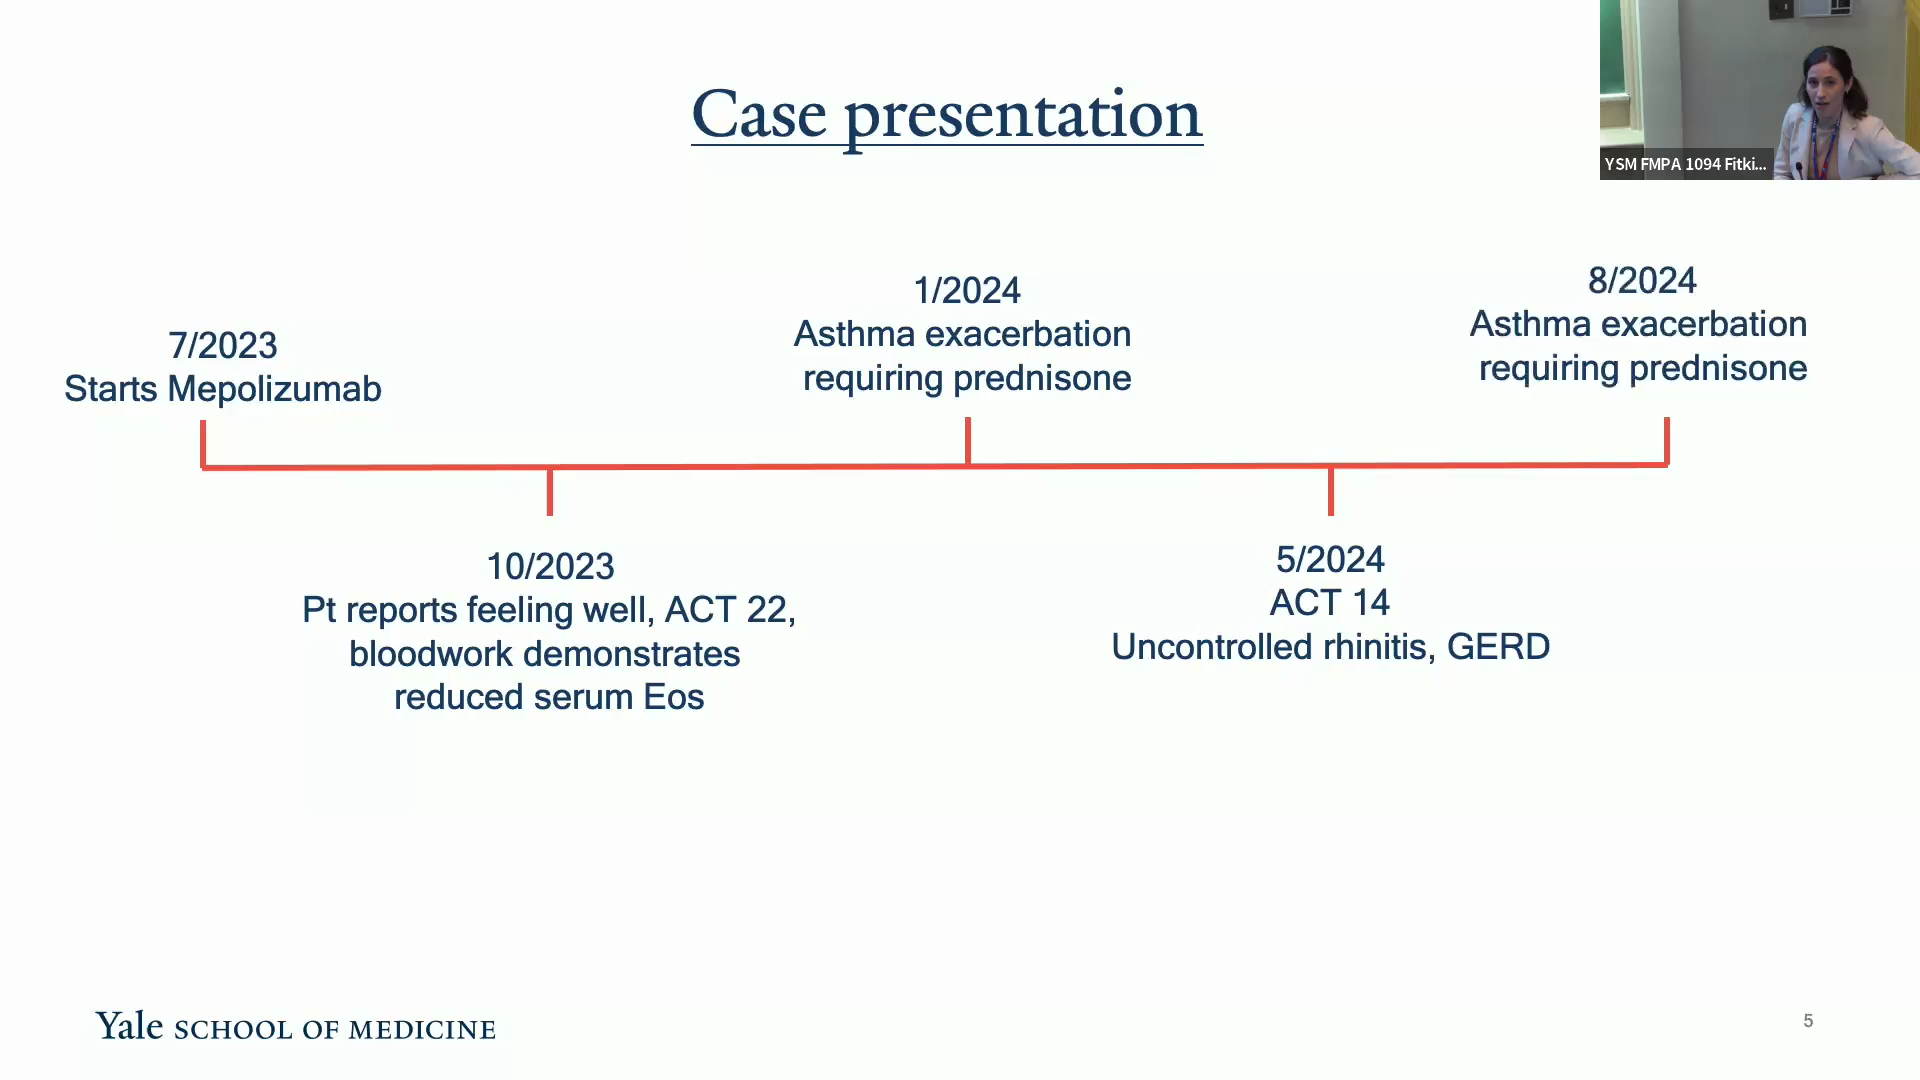 Case presentation
YSM FMPA 1094 Fitki...
7/2023
Starts Mepolizumab
1/2024
Asthma exacerbation
requiring prednisone
8/2024
Asthma exacerbation
requiring prednisone
10/2023
Pt reports feeling well, ACT 22,
bloodwork demonstrates
reduced serum Eos
5/2024
ACT 14
Uncontrolled rhinitis, GERD
Yale SCHOOL OF MEDICINE
5